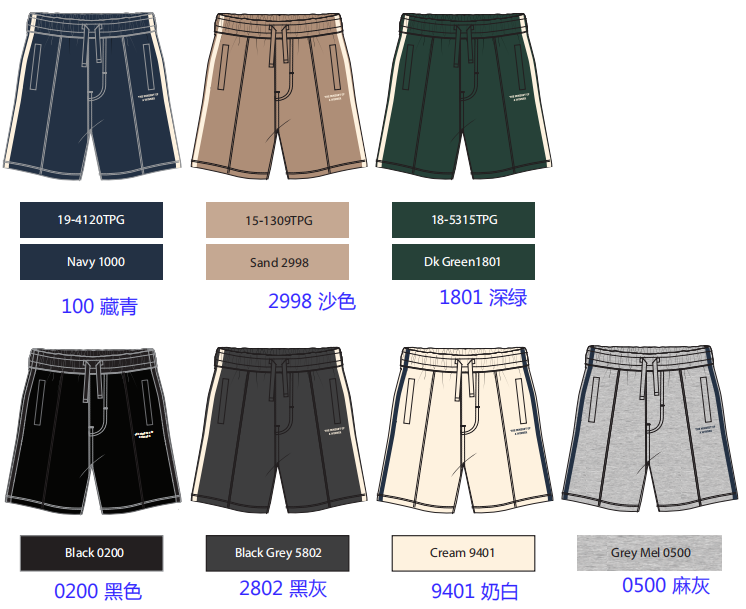 19-4120TPG
15-1309TPG
18-5315TPG
Navy 1000
Sand 2998
Dk Green1801
100 藏青
2998 沙色
1801 深绿
Black 0200
Black Grey 5802
Cream 9401
Grey Mel 0500
0200 黑色
2802 黑灰
9401 奶白
0500 麻灰